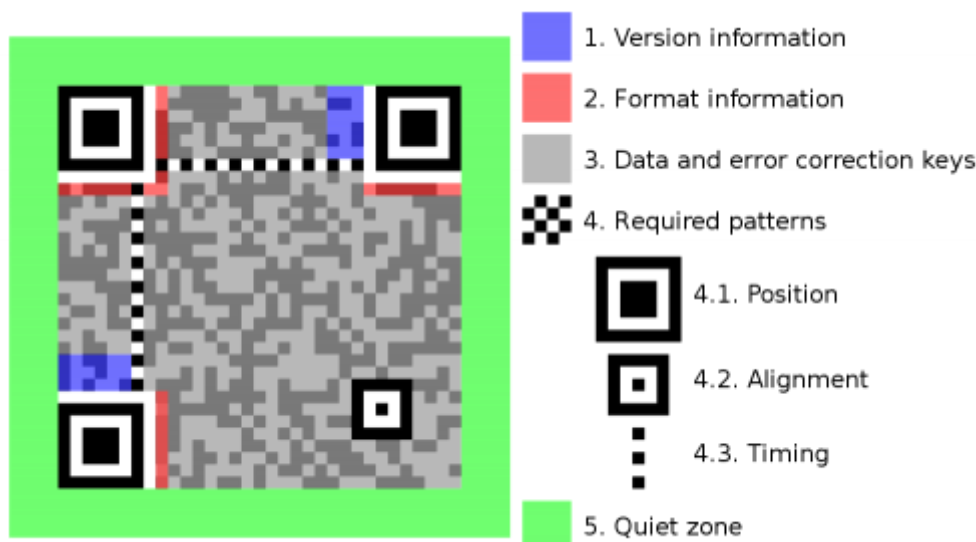 1. Version information
2. Format information
3. Data and error correction keys
4. Required patterns
4.1. Position
4.2. Alignment
4.3. Timing
5. Quiet zone